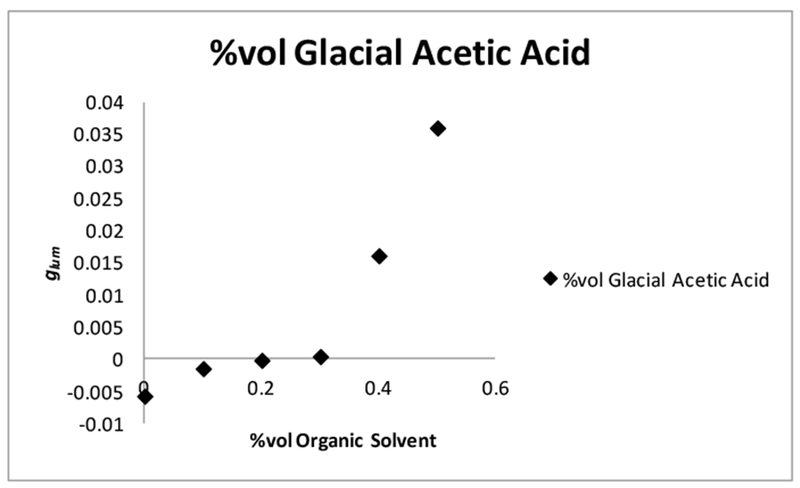 %vol Glacial Acetic Acid
0.04
0.035
0.03
0.025
0.02
0.015
0.01
0.005
0
-0.005
-0.01
glum
0 0.2 0.4 0.6
%vol Organic Solvent
%vol Glacial Acetic Acid